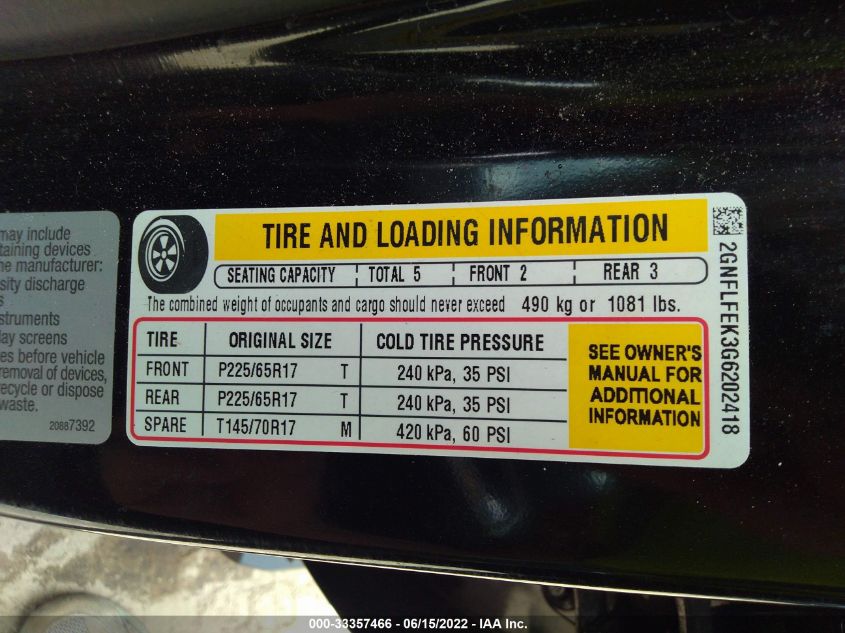 may include
taining devices
ne manufacturer:
sity discharge
s
struments
lay screens
es before vehicle
removal of devices,
recycle or dispose
waste.
20887392
TIRE AND LOADING INFORMATION
SEATING CAPACITY TOTAL 5 FRONT 2 REAR 3
The combined weight of occupants and cargo should never exceed 490 kg or 1081 lbs.
TIRE ORIGINAL SIZE COLD TIRE PRESSURE
FRONT P225/65R17 T 240 kPa, 35 PSI
REAR P225/65R17 T 240 kPa, 35 PSI
SPARE T145/70R17 M 420 kPa, 60 PSI
SEE OWNER'S
MANUAL FOR
ADDITIONAL
INFORMATION
2GNFLFEK3G6202418
000-33357466 - 06/15/2022 - IAA Inc.